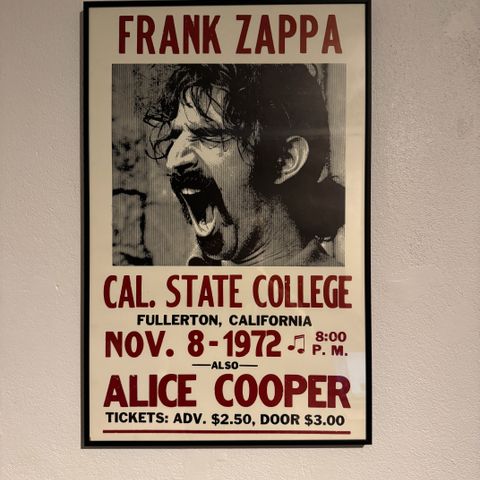 FRANK ZAPPA
CAL. STATE COLLEGE
FULLERTON, CALIFORNIA
NOV. 8-1972 ♫ 8:00 P. M.
—ALSO—
ALICE COOPER
TICKETS: ADV. $2.50, DOOR $3.00